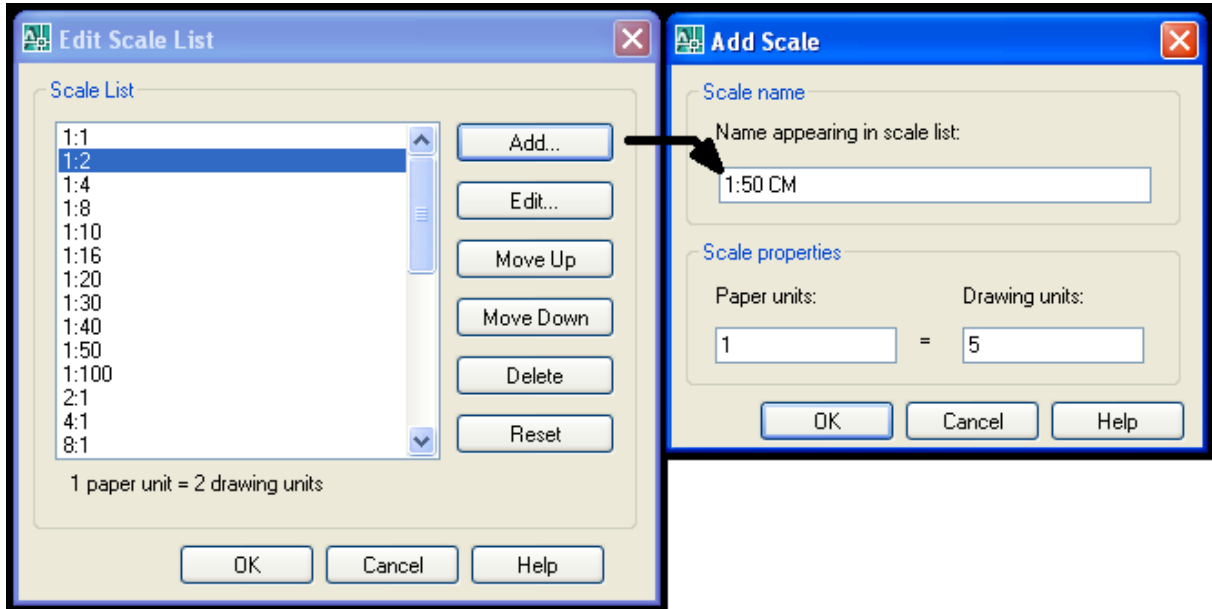 Edit Scale List
Scale List
1:1
1:2
1:4
1:8
1:10
1:16
1:20
1:30
1:40
1:50
1:100
2:1
4:1
8:1
Add...
Edit...
Move Up
Move Down
Delete
Reset
1 paper unit = 2 drawing units
OK Cancel Help
Add Scale
Scale name
Name appearing in scale list:
1:50 CM
Scale properties
Paper units: Drawing units:
1 = 5
OK Cancel Help